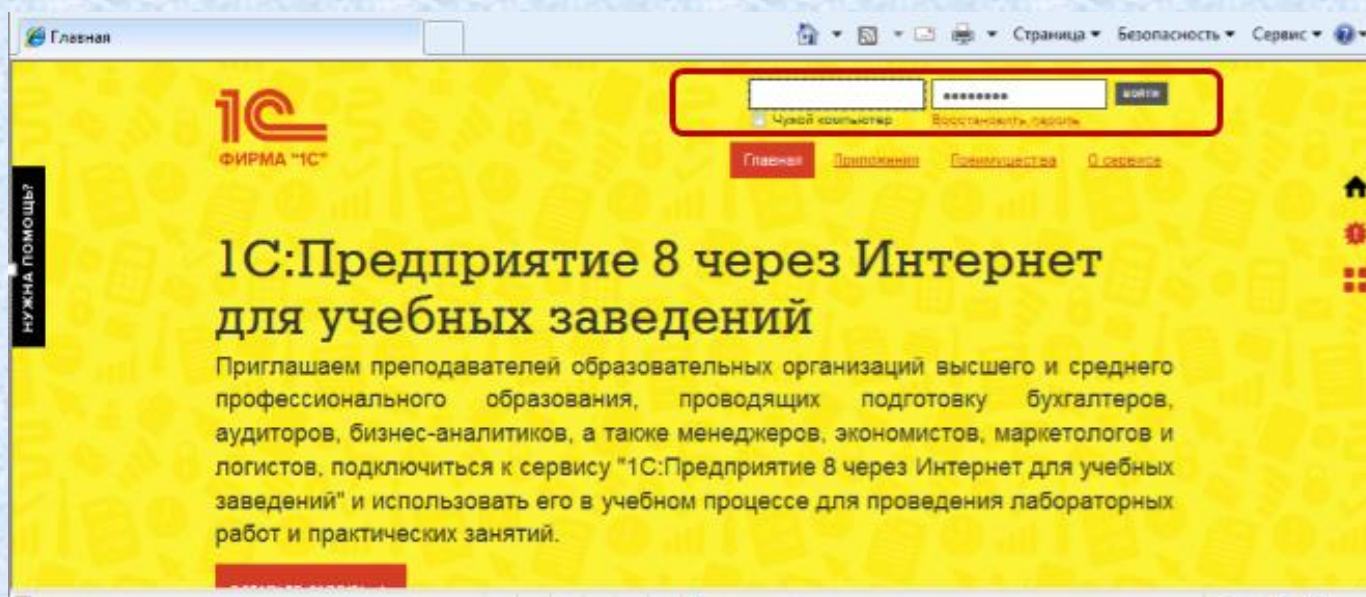 Главная
Страница Безопасность Сервис
1С
ФИРМА "1С"
ВОЙТИ
Чужой компьютер Восстановить пароль
Главная Приложения Преимущества О сервисе
НУЖНА ПОМОЩЬ?
1С:Предприятие 8 через Интернет
для учебных заведений
Приглашаем преподавателей образовательных организаций высшего и среднего
профессионального образования, проводящих подготовку бухгалтеров,
аудиторов, бизнес-аналитиков, а также менеджеров, экономистов, маркетологов и
логистов, подключиться к сервису "1С:Предприятие 8 через Интернет для учебных
заведений" и использовать его в учебном процессе для проведения лабораторных
работ и практических занятий.